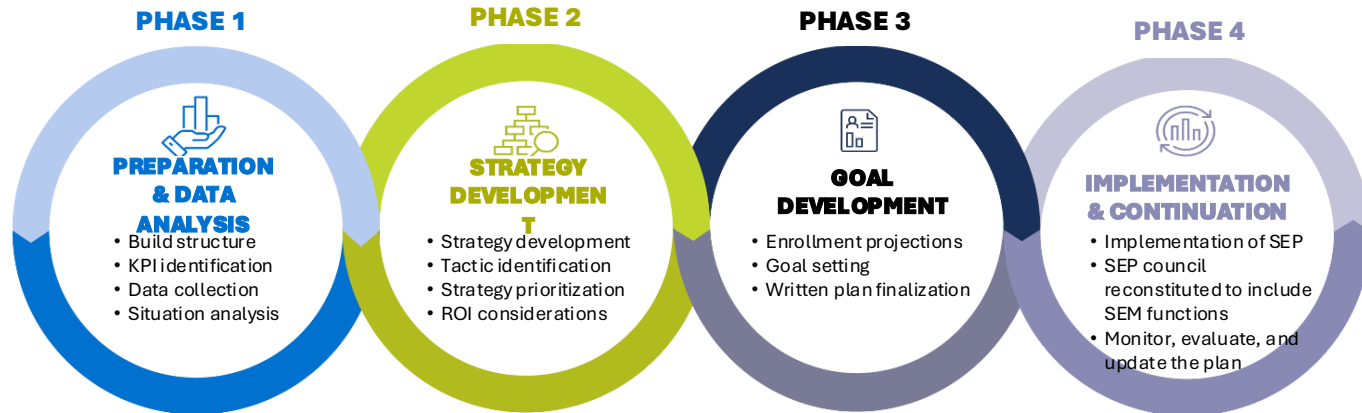 PHASE 1
PREPARATION
& DATA
ANALYSIS
• Build structure
• KPI identification
• Data collection
• Situation analysis
PHASE 2
STRATEGY
DEVELOPMEN
T
• Strategy development
• Tactic identification
• Strategy prioritization
• ROI considerations
PHASE 3
GOAL
DEVELOPMENT
• Enrollment projections
• Goal setting
• Written plan finalization
PHASE 4
IMPLEMENTATION
& CONTINUATION
• Implementation of SEP
• SEP council
reconstituted to include
SEM functions
• Monitor, evaluate, and
update the plan